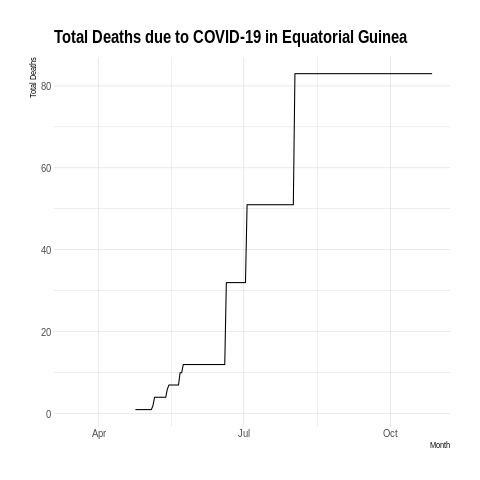 Total Deaths due to COVID-19 in Equatorial Guinea
Total Deaths
80
60
40
20
0
Apr Jul Oct
Month